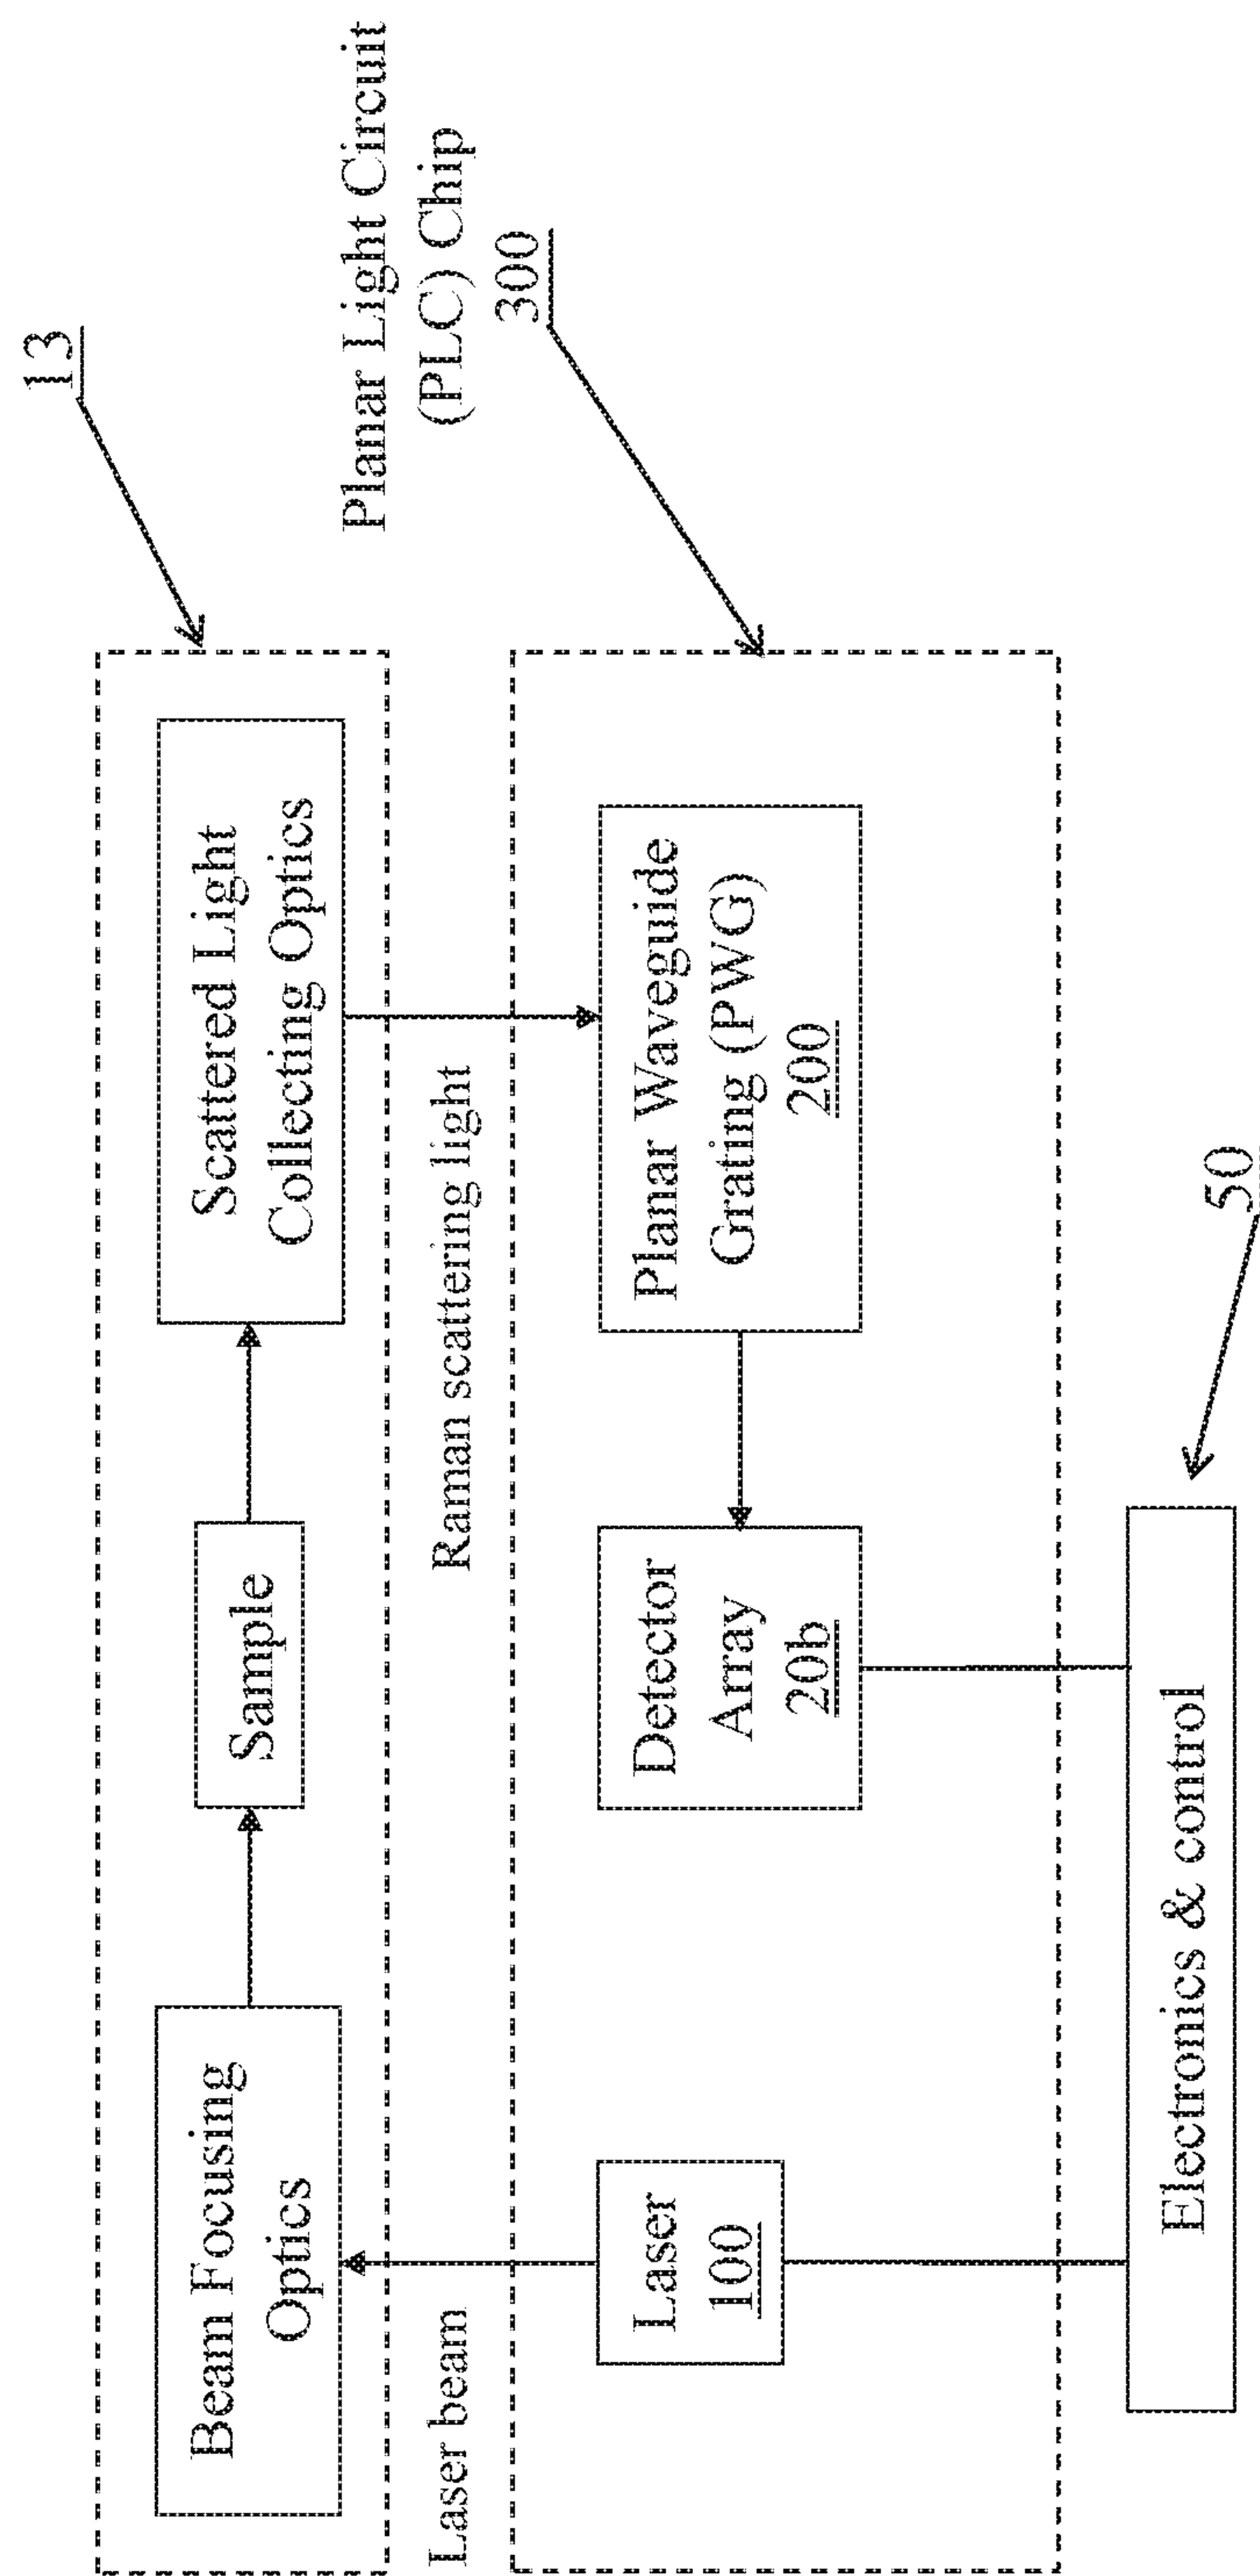 13
Planar Light Circuit
(PLC) Chip
300
Beam Focusing
Optics
Sample
Scattered Light
Collecting Optics
Laser beam
Raman scattering light
Laser
100
Detector
Array
20b
Planar Waveguide
Grating (PWG)
200
50
Electronics & control